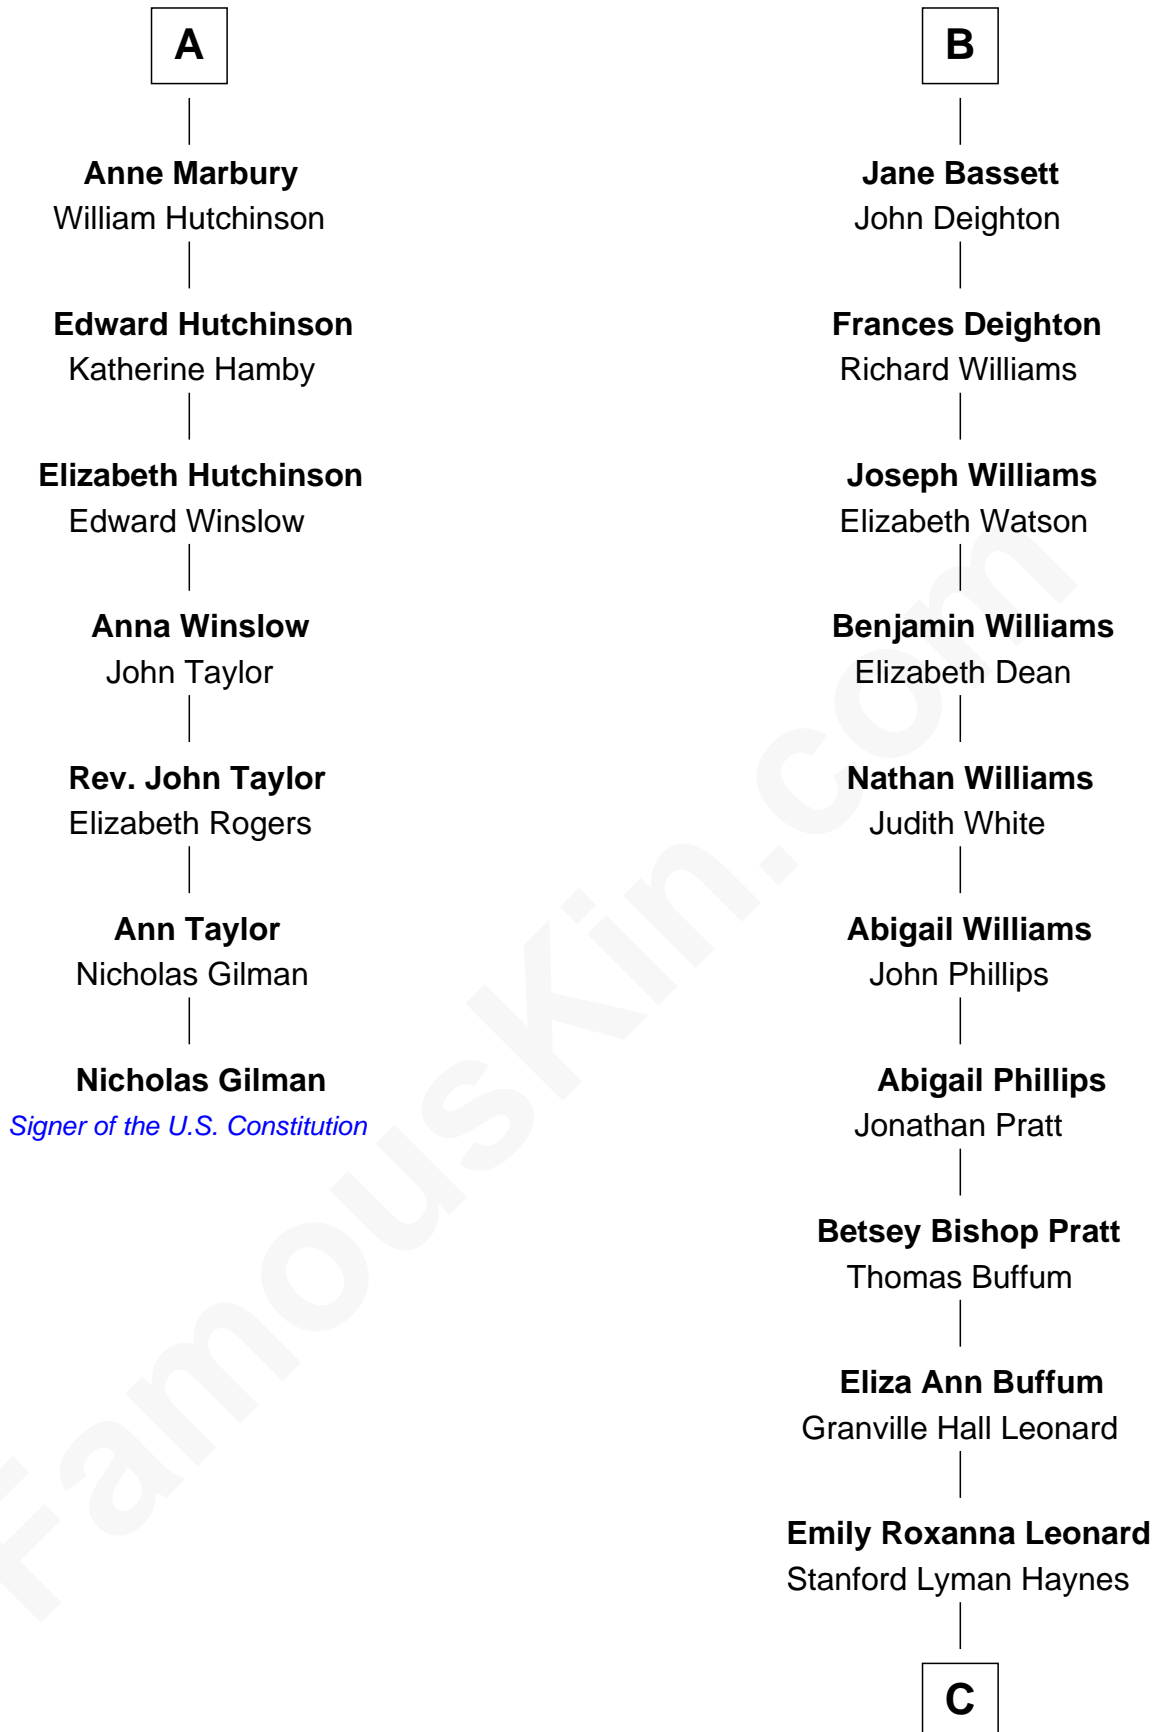 A
Anne Marbury
William Hutchinson
Edward Hutchinson
Katherine Hamby
Elizabeth Hutchinson
Edward Winslow
Anna Winslow
John Taylor
Rev. John Taylor
Elizabeth Rogers
Ann Taylor
Nicholas Gilman
Nicholas Gilman
Signer of the U.S. Constitution
B
Jane Bassett
John Deighton
Frances Deighton
Richard Williams
Joseph Williams
Elizabeth Watson
Benjamin Williams
Elizabeth Dean
Nathan Williams
Judith White
Abigail Williams
John Phillips
Abigail Phillips
Jonathan Pratt
Betsey Bishop Pratt
Thomas Buffum
Eliza Ann Buffum
Granville Hall Leonard
Emily Roxanna Leonard
Stanford Lyman Haynes
C
FamousKin.com